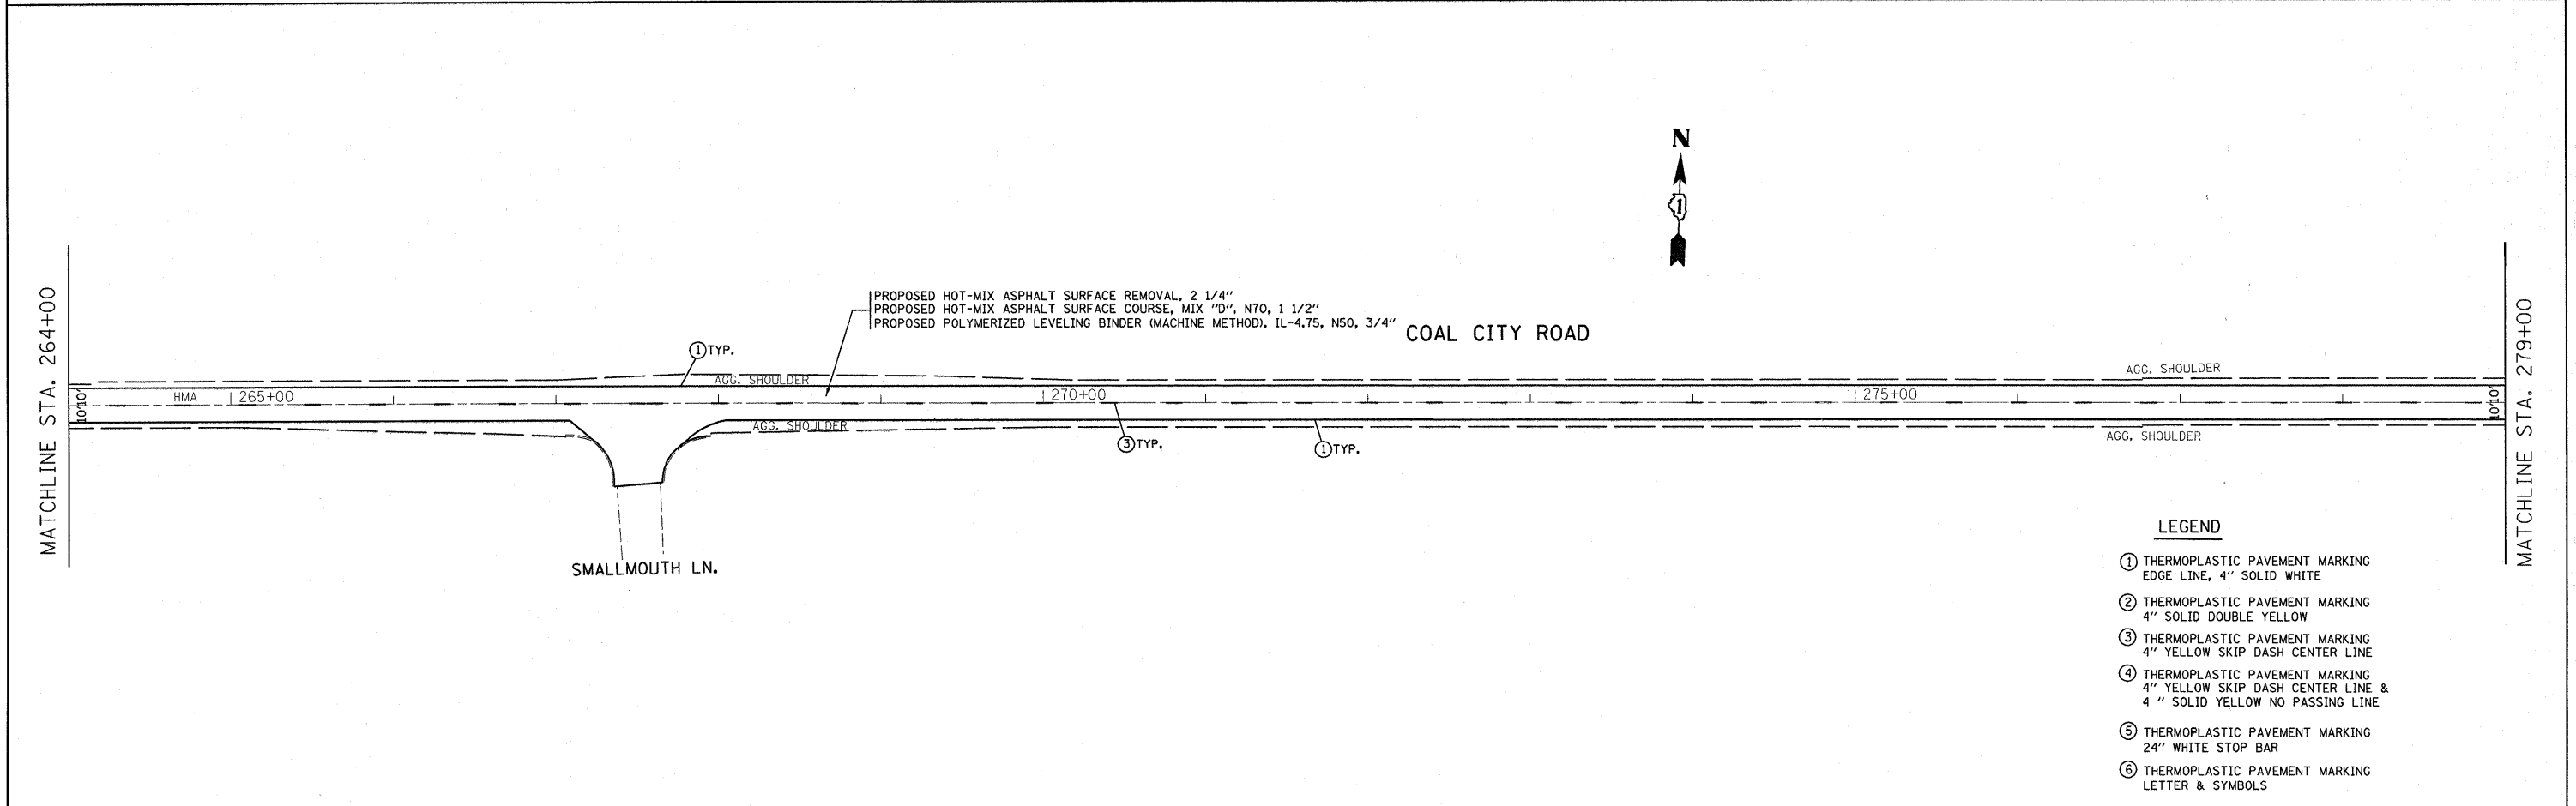 N
1
MATCHLINE STA. 264+00
PROPOSED HOT-MIX ASPHALT SURFACE REMOVAL, 2 1/4"
PROPOSED HOT-MIX ASPHALT SURFACE COURSE, MIX "D", N70, 1 1/2"
PROPOSED POLYMERIZED LEVELING BINDER (MACHINE METHOD), IL-4.75, N50, 3/4"
COAL CITY ROAD
MATCHLINE STA. 279+00
1 TYP.
AGG. SHOULDER
AGG. SHOULDER
10' 10'
HMA
265+00
270+00
275+00
10' 10'
AGG. SHOULDER
3 TYP.
1 TYP.
AGG. SHOULDER
SMALLMOUTH LN.
LEGEND
1 THERMOPLASTIC PAVEMENT MARKING
EDGE LINE, 4" SOLID WHITE
2 THERMOPLASTIC PAVEMENT MARKING
4" SOLID DOUBLE YELLOW
3 THERMOPLASTIC PAVEMENT MARKING
4" YELLOW SKIP DASH CENTER LINE
4 THERMOPLASTIC PAVEMENT MARKING
4" YELLOW SKIP DASH CENTER LINE &
4 " SOLID YELLOW NO PASSING LINE
5 THERMOPLASTIC PAVEMENT MARKING
24" WHITE STOP BAR
6 THERMOPLASTIC PAVEMENT MARKING
LETTER & SYMBOLS